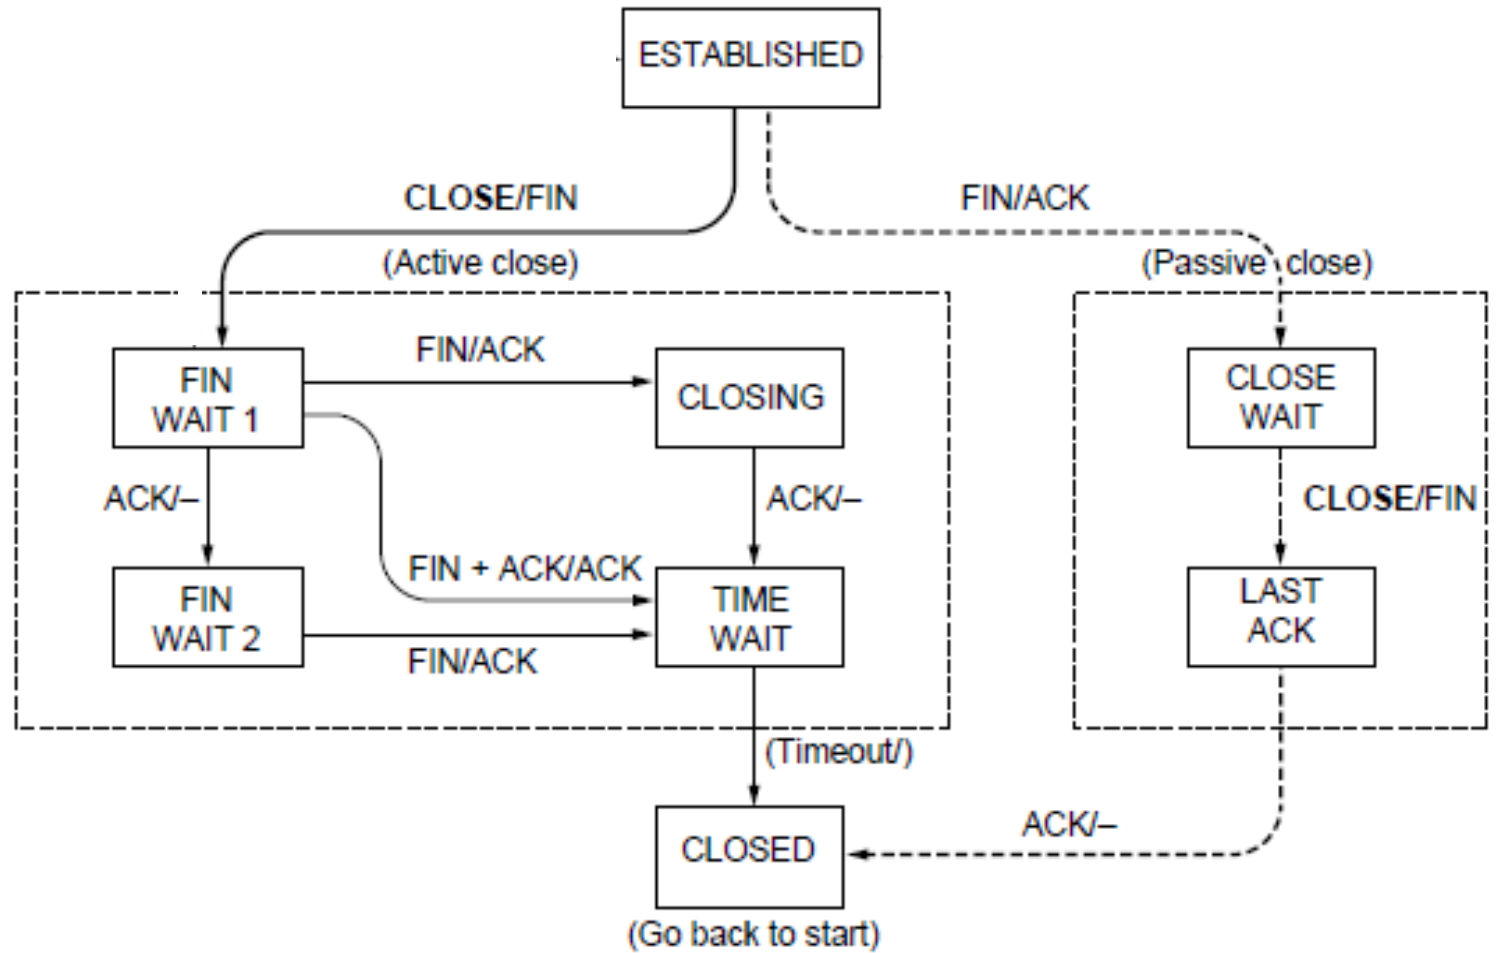 ESTABLISHED
CLOSE/FIN
FIN/ACK
(Active close)
(Passive close)
FIN
WAIT 1
FIN/ACK
CLOSING
CLOSE
WAIT
ACK/–
ACK/–
CLOSE/FIN
FIN + ACK/ACK
FIN
WAIT 2
FIN/ACK
TIME
WAIT
LAST
ACK
(Timeout/)
CLOSED
ACK/–
(Go back to start)